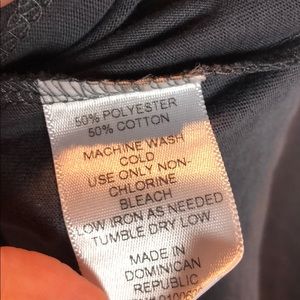 50% POLYESTER
50% COTTON
MACHINE WASH
COLD
USE ONLY NON-
CHLORINE
BLEACH
LOW IRON AS NEEDED
TUMBLE DRY LOW
MADE IN
DOMINICAN
REPUBLIC